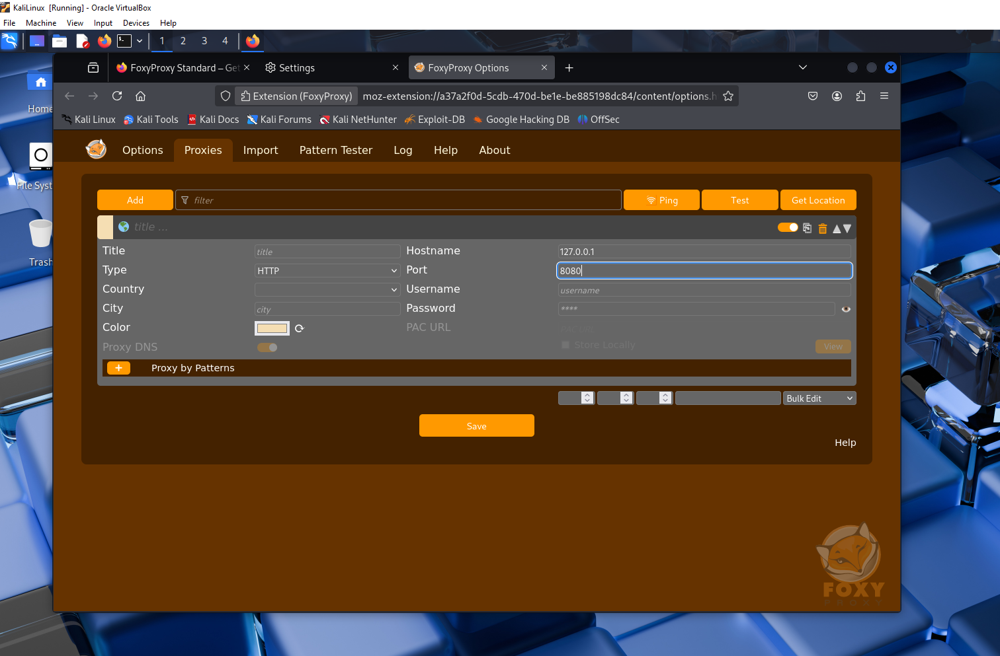 KaliLinux [Running] - Oracle VirtualBox
File Machine View Input Devices Help
1 2 3 4
FoxyProxy Standard – Get Settings FoxyProxy Options
Extension (FoxyProxy) moz-extension://a37a2f0d-5cdb-470d-be1e-be885198dc84/content/options.h
Kali Linux Kali Tools Kali Docs Kali Forums Kali NetHunter Exploit-DB Google Hacking DB OffSec
Home
File Syst
Trash
Options Proxies Import Pattern Tester Log Help About
Add filter Ping Test Get Location
title ...
Title title Hostname 127.0.0.1
Type HTTP Port 8080
Country Username username
City city Password ****
Color PAC URL PAC URL
Proxy DNS Store Locally View
+ Proxy by Patterns
Bulk Edit
Save
Help
FOXY
PROXY